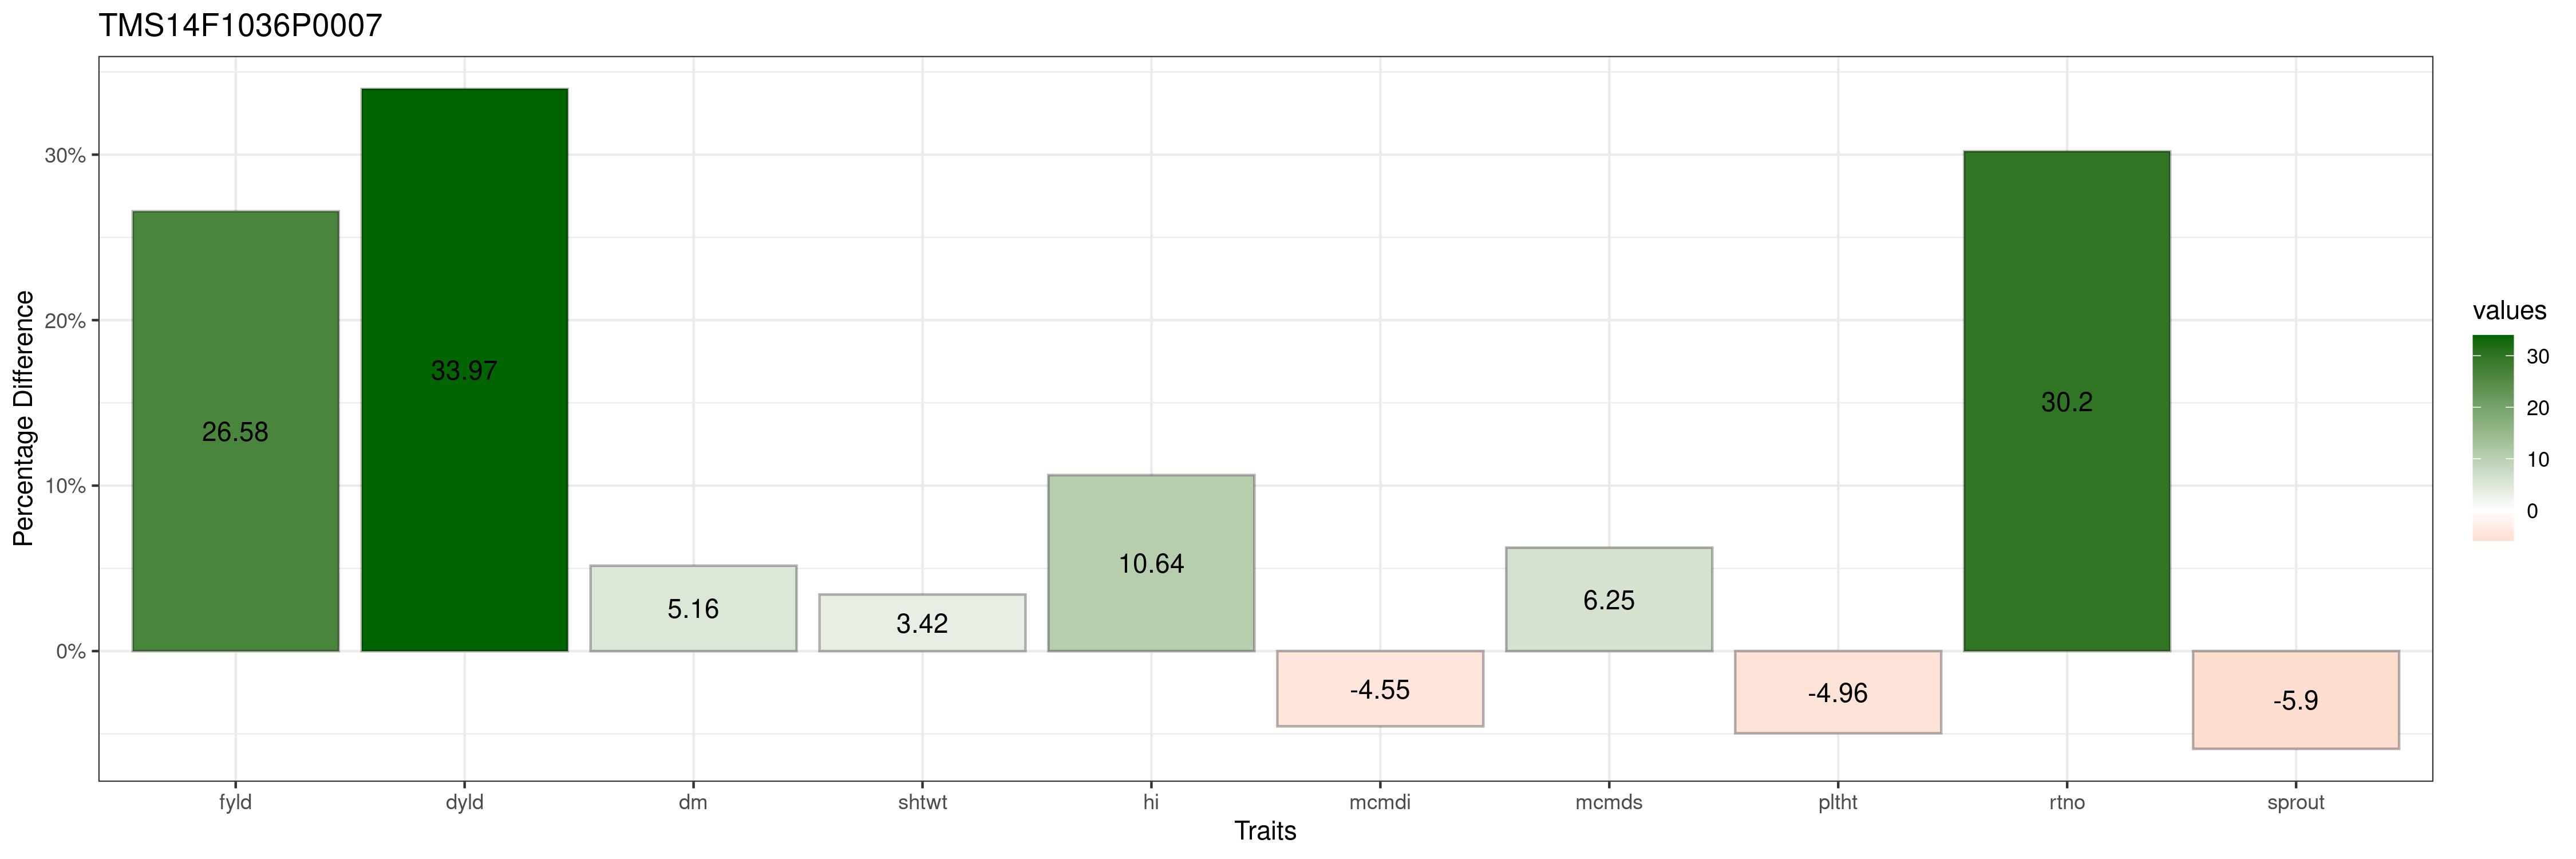 TMS14F1036P0007
Percentage Difference
30%
20%
10%
0%
26.58
33.97
5.16
3.42
10.64
-4.55
6.25
-4.96
30.2
-5.9
fyld
dyld
dm
shtwt
hi
mcmdi
mcmds
pltht
rtno
sprout
Traits
values
30
20
10
0